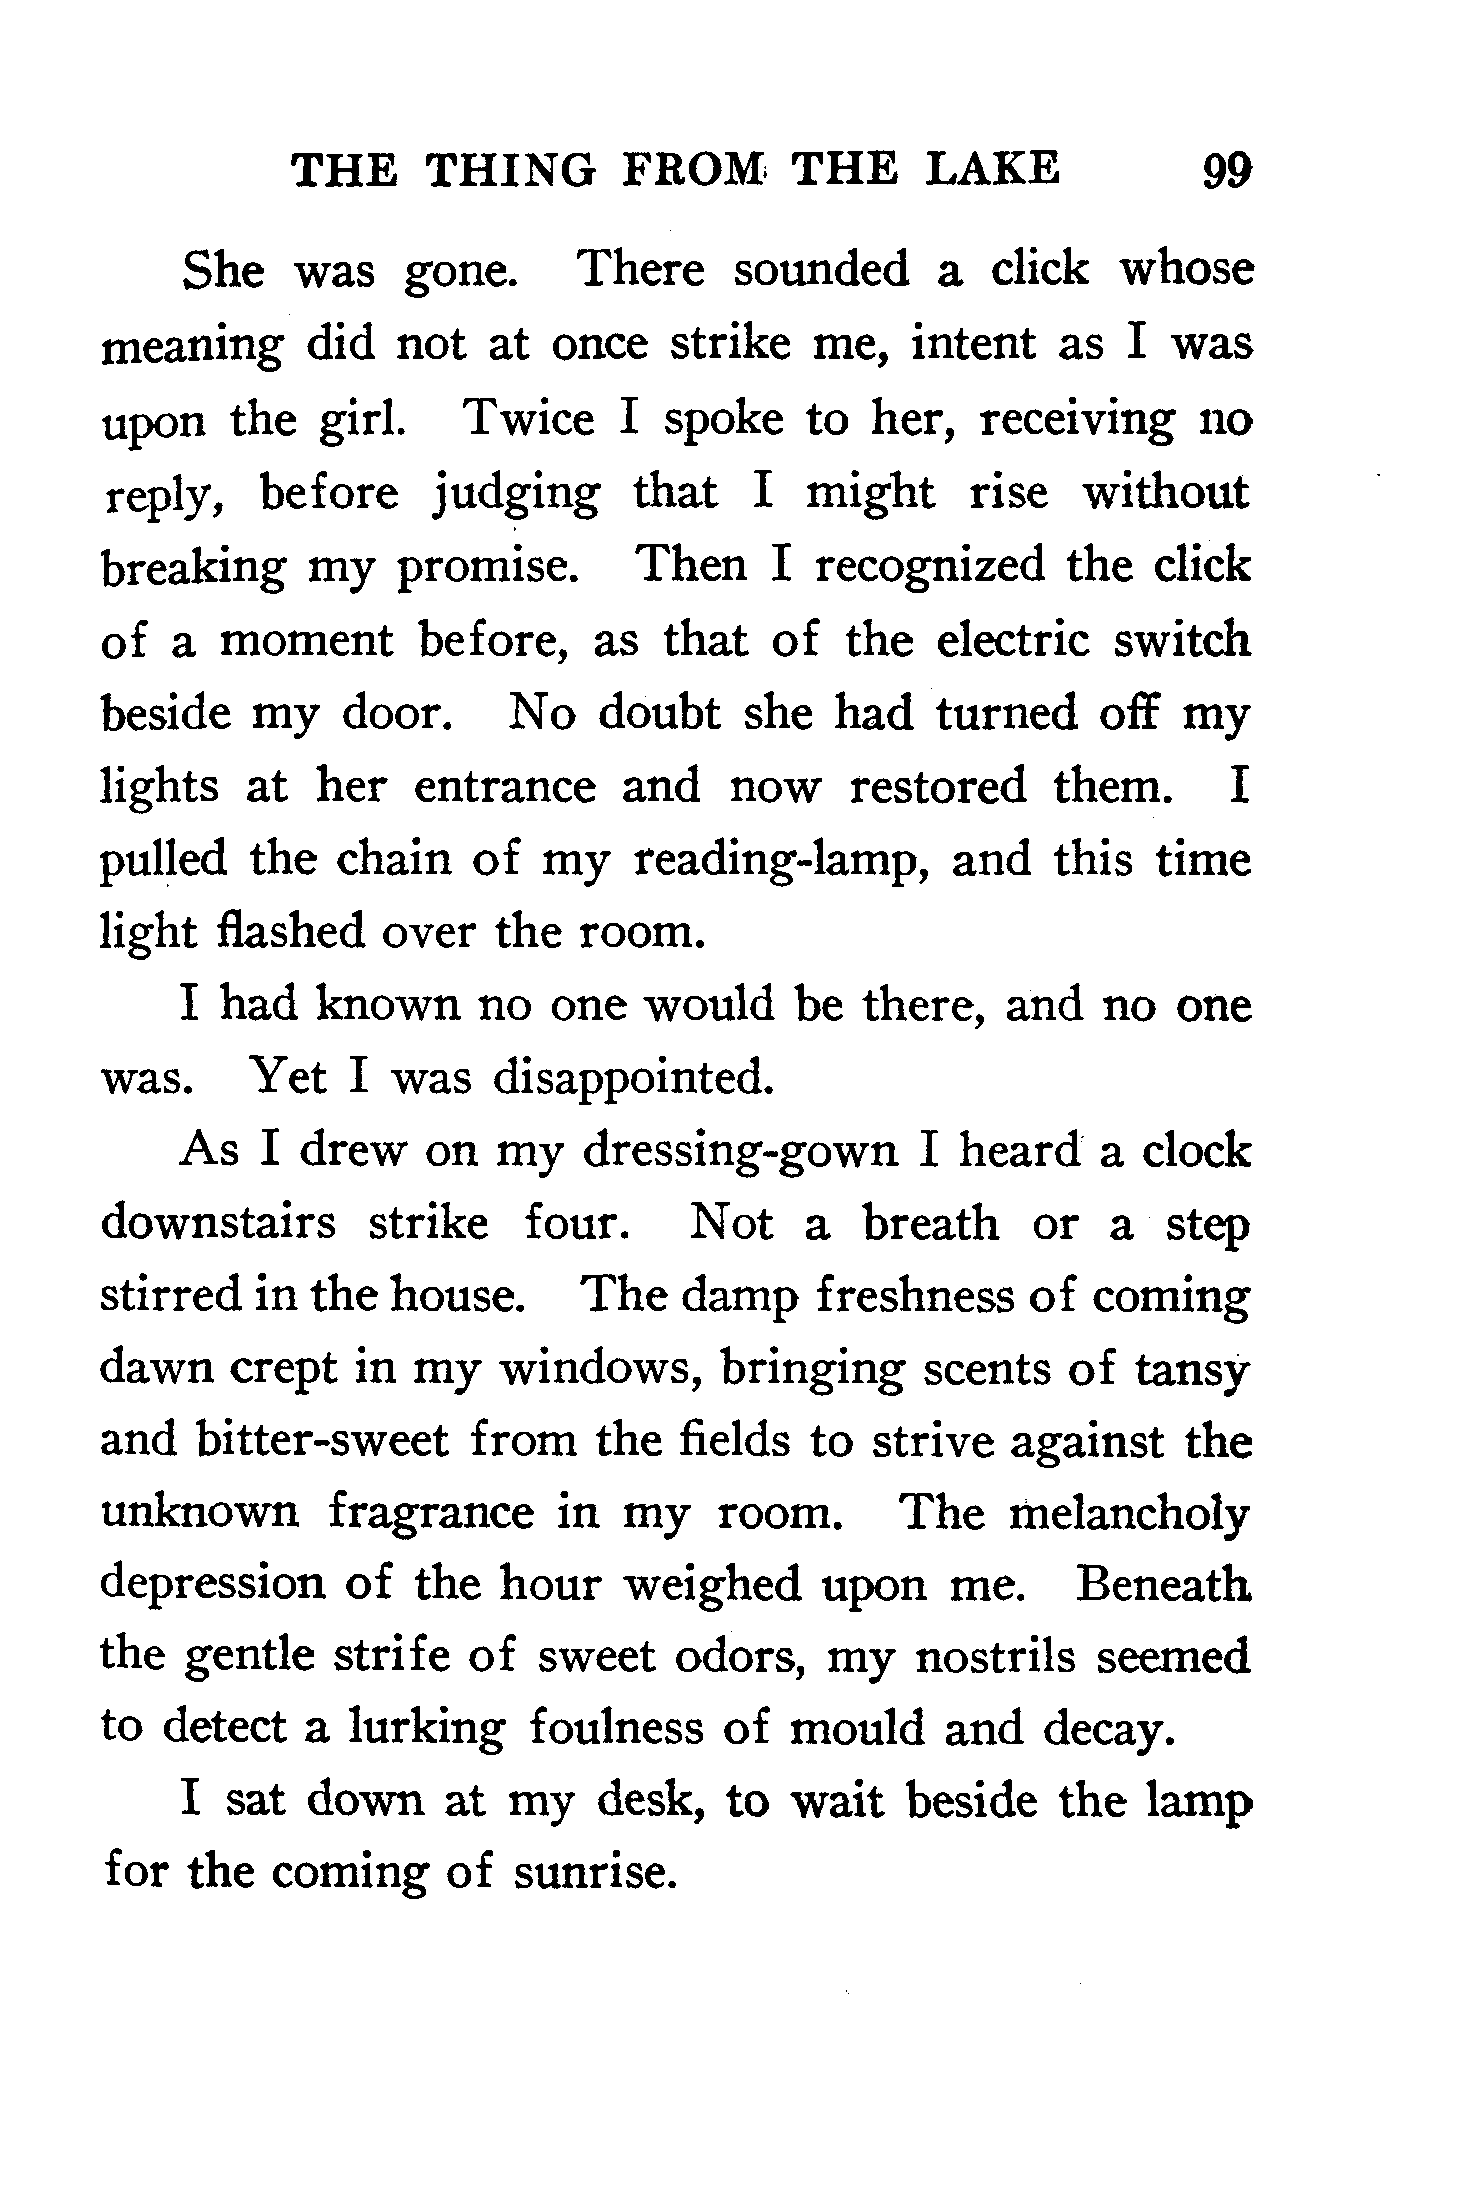 THE THING FROM THE LAKE 99
She was gone. There sounded a click whose
meaning did not at once strike me, intent as I was
upon the girl. Twice I spoke to her, receiving no
reply, before judging that I might rise without
breaking my promise. Then I recognized the click
of a moment before, as that of the electric switch
beside my door. No doubt she had turned off my
lights at her entrance and now restored them. I
pulled the chain of my reading-lamp, and this time
light flashed over the room.
I had known no one would be there, and no one
was. Yet I was disappointed.
As I drew on my dressing-gown I heard a clock
downstairs strike four. Not a breath or a step
stirred in the house. The damp freshness of coming
dawn crept in my windows, bringing scents of tansy
and bitter-sweet from the fields to strive against the
unknown fragrance in my room. The melancholy
depression of the hour weighed upon me. Beneath
the gentle strife of sweet odors, my nostrils seemed
to detect a lurking foulness of mould and decay.
I sat down at my desk, to wait beside the lamp
for the coming of sunrise.